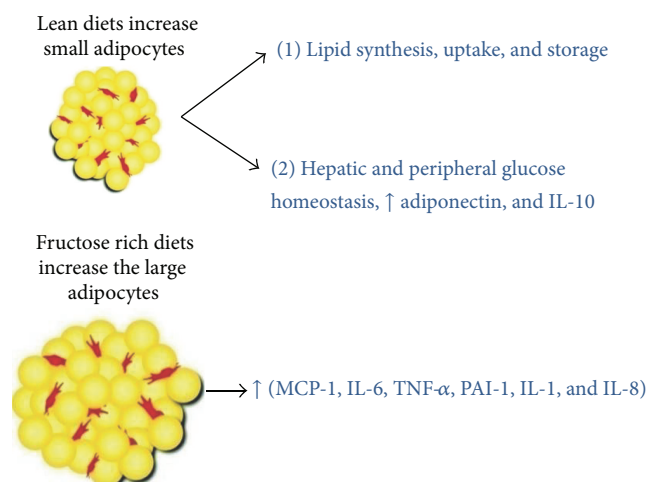 Lean diets increase
small adipocytes
(1) Lipid synthesis, uptake, and storage
(2) Hepatic and peripheral glucose
homeostasis, ↑ adiponectin, and IL-10
Fructose rich diets
increase the large
adipocytes
↑ (MCP-1, IL-6, TNF-α, PAI-1, IL-1, and IL-8)